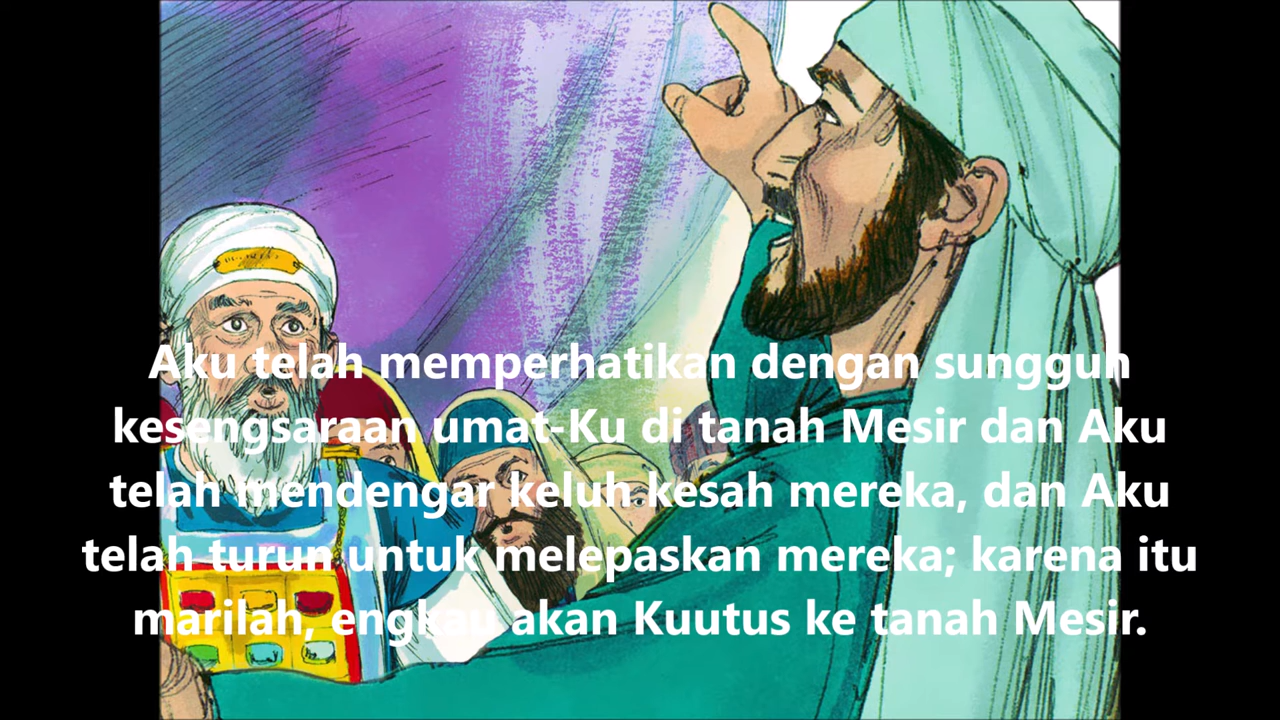 Aku telah memperhatikan dengan sungguh
kesengsaraan umat-Ku di tanah Mesir dan Aku
telah mendengar keluh kesah mereka, dan Aku
telah turun untuk melepaskan mereka; karena itu
marilah, engkau akan Kuutus ke tanah Mesir.